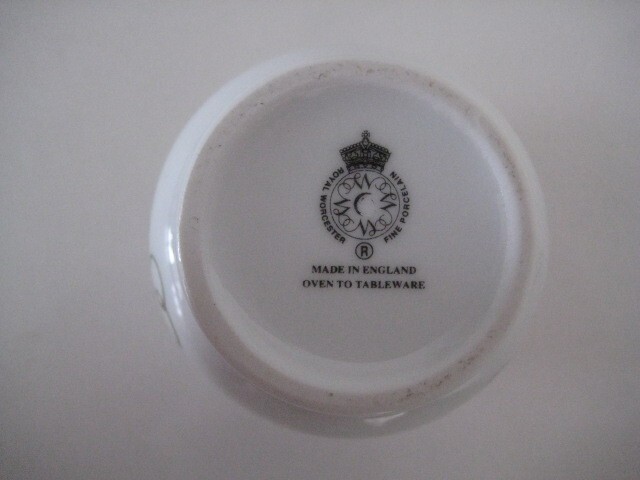 ROYAL WORCESTER
FINE PORCELAIN
R
MADE IN ENGLAND
OVEN TO TABLEWARE